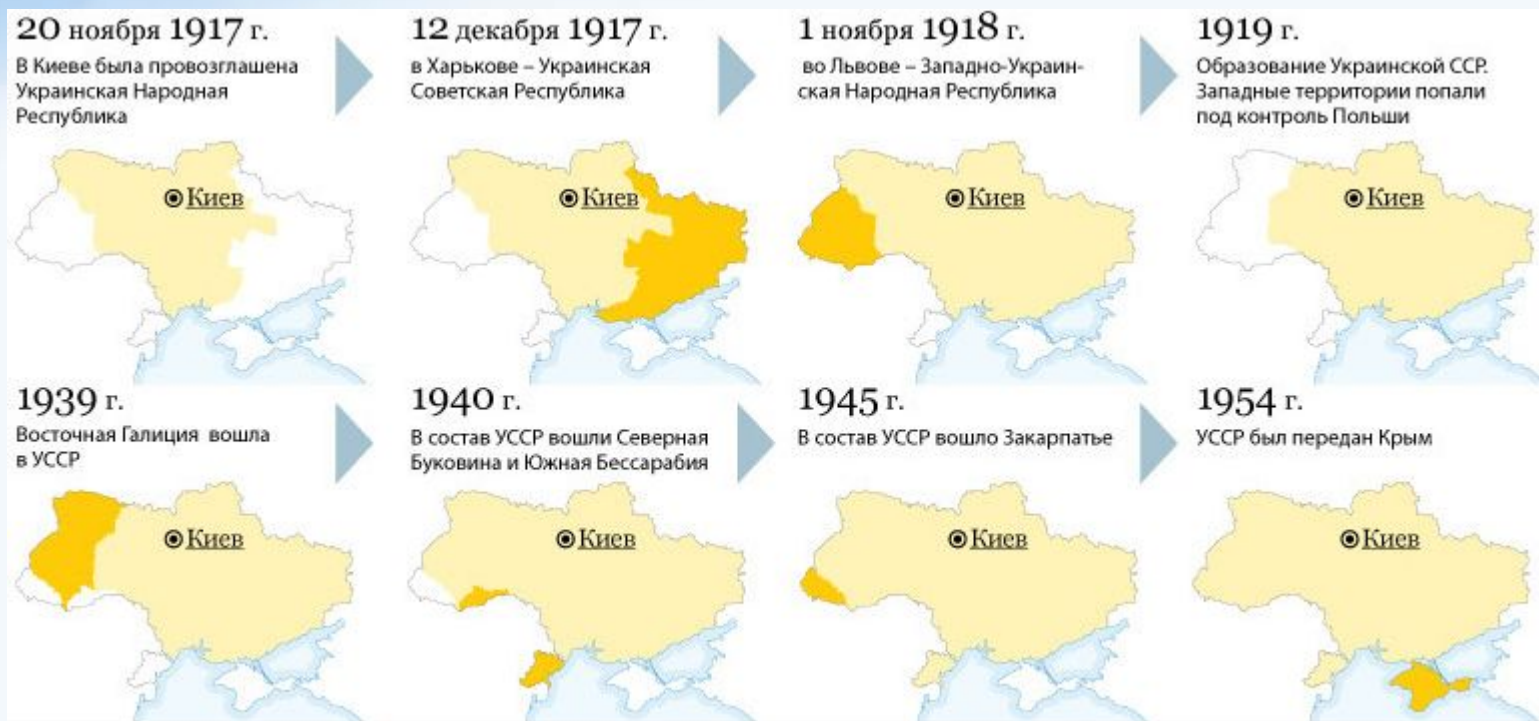 20 ноября 1917 г.
В Киеве была провозглашена
Украинская Народная
Республика
Киев
12 декабря 1917 г.
в Харькове – Украинская
Советская Республика
Киев
1 ноября 1918 г.
во Львове – Западно-Украин-
ская Народная Республика
Киев
1919 г.
Образование Украинской ССР.
Западные территории попали
под контроль Польши
Киев
1939 г.
Восточная Галиция вошла
в УССР
Киев
1940 г.
В состав УССР вошли Северная
Буковина и Южная Бессарабия
Киев
1945 г.
В состав УССР вошло Закарпатье
Киев
1954 г.
УССР был передан Крым
Киев